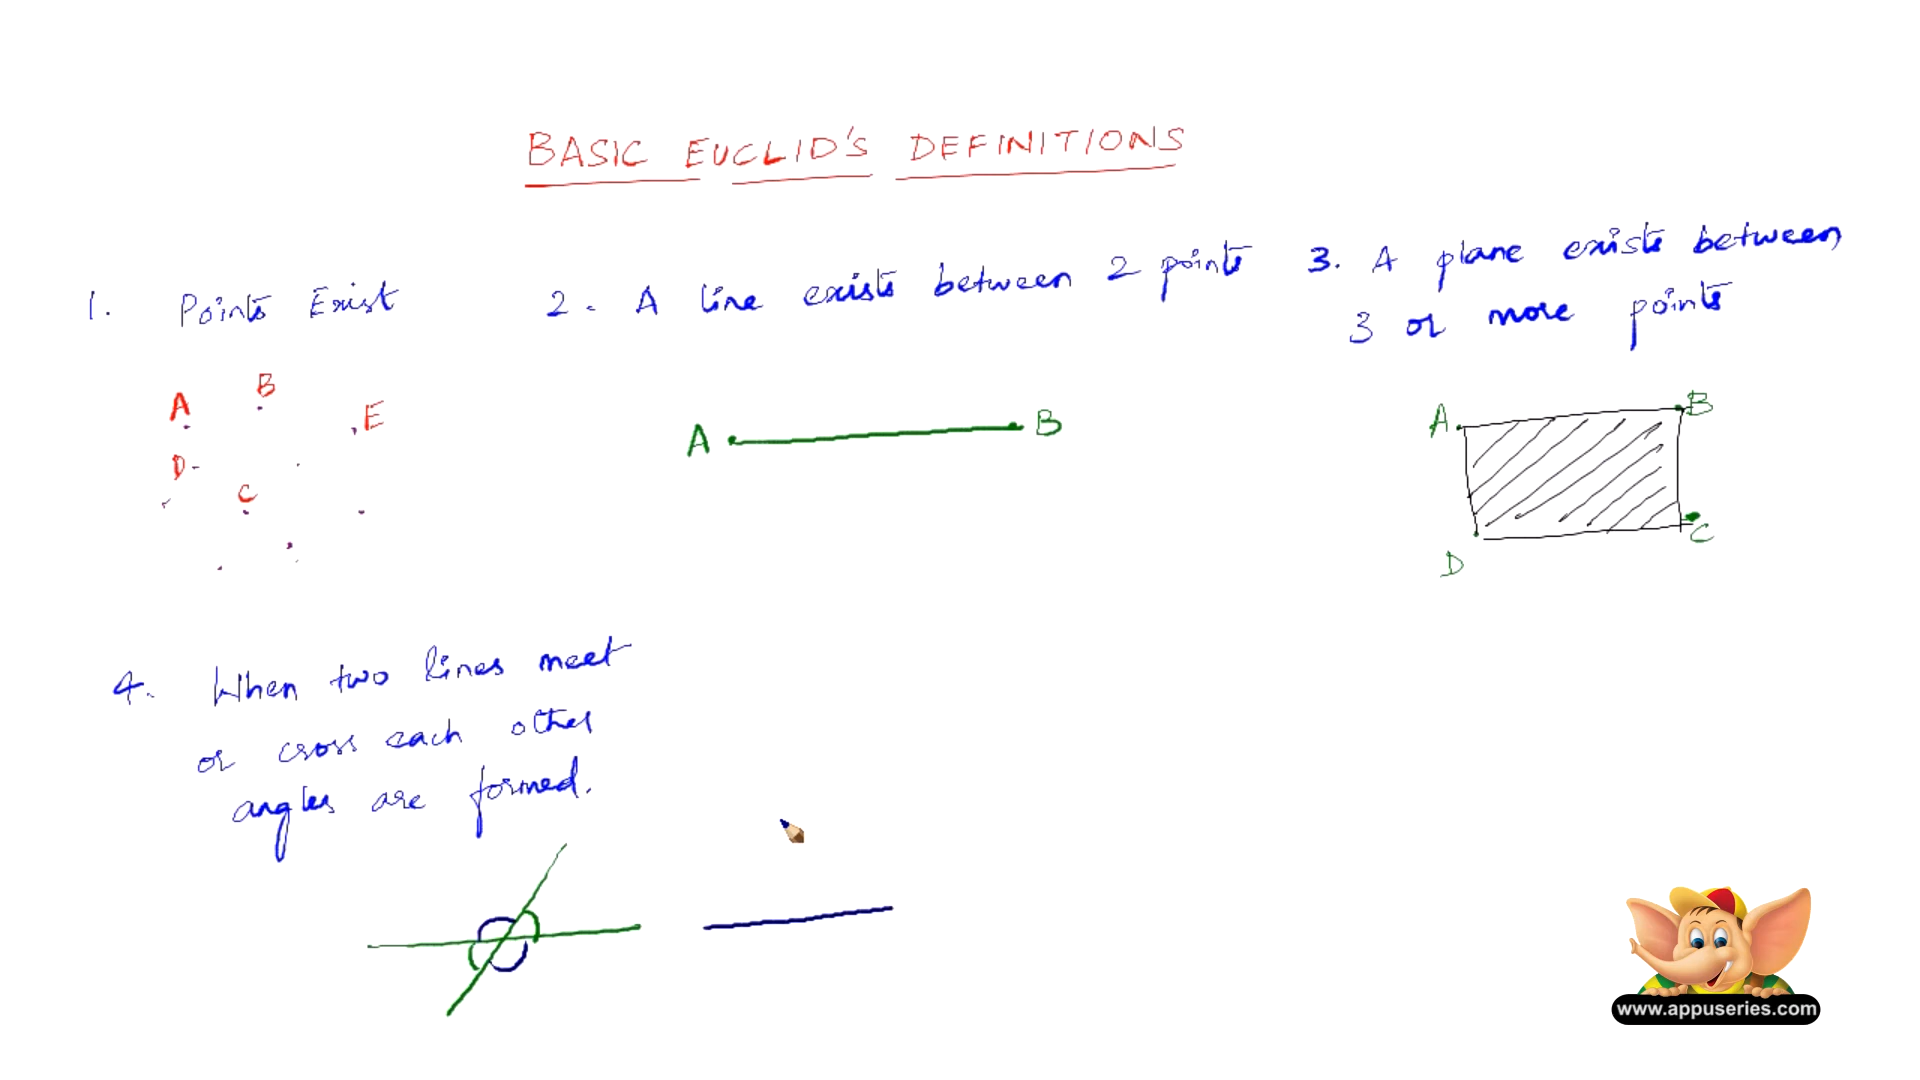 BASIC EUCLID'S DEFINITIONS
1. Points Exist
A
B
E
D
C
2. A line exists between 2 points
A B
3. A plane exists between
3 or more points
A B
D C
4. When two lines meet
or cross each other
angles are formed.
www.appuseries.com